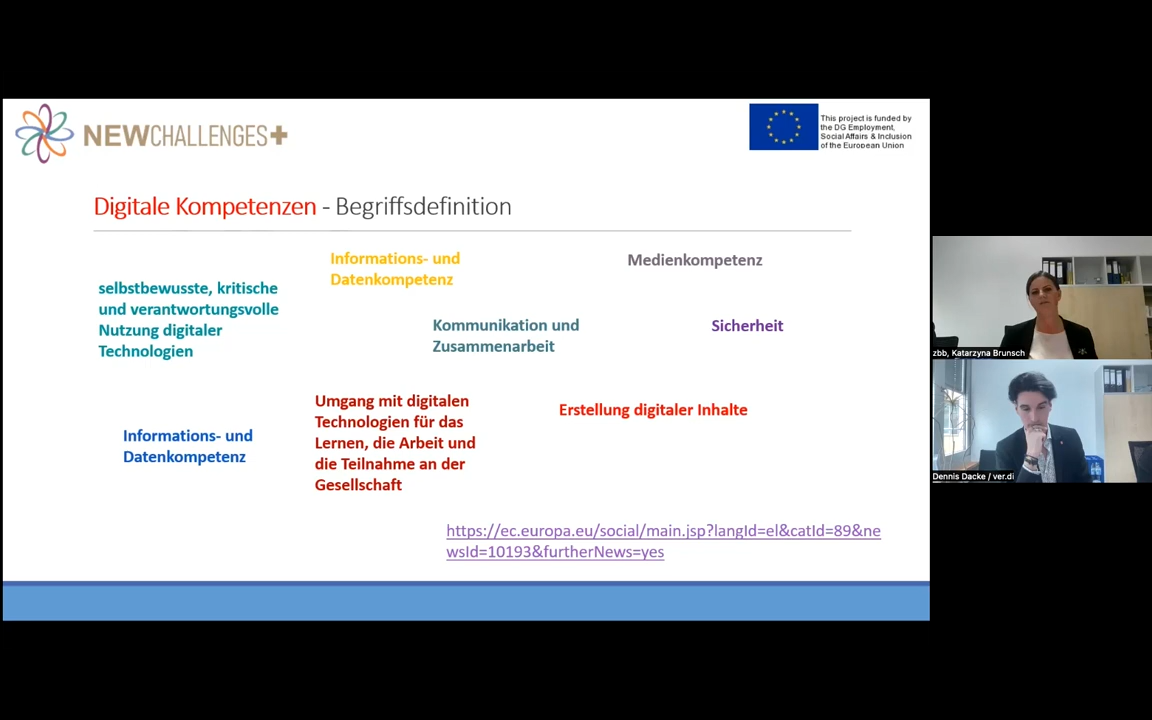 NEWCHALLENGES+
This project is funded by
the DG Employment,
Social Affairs & Inclusion
of the European Union
Digitale Kompetenzen - Begriffsdefinition
Informations- und
Datenkompetenz
Medienkompetenz
selbstbewusste, kritische
und verantwortungsvolle
Nutzung digitaler
Technologien
Kommunikation und
Zusammenarbeit
Sicherheit
Umgang mit digitalen
Technologien für das
Lernen, die Arbeit und
die Teilnahme an der
Gesellschaft
Erstellung digitaler Inhalte
Informations- und
Datenkompetenz
https://ec.europa.eu/social/main.jsp?langId=el&catId=89&ne
wsId=10193&furtherNews=yes
zbb, Katarzyna Brunsch
Dennis Dacke / ver.di